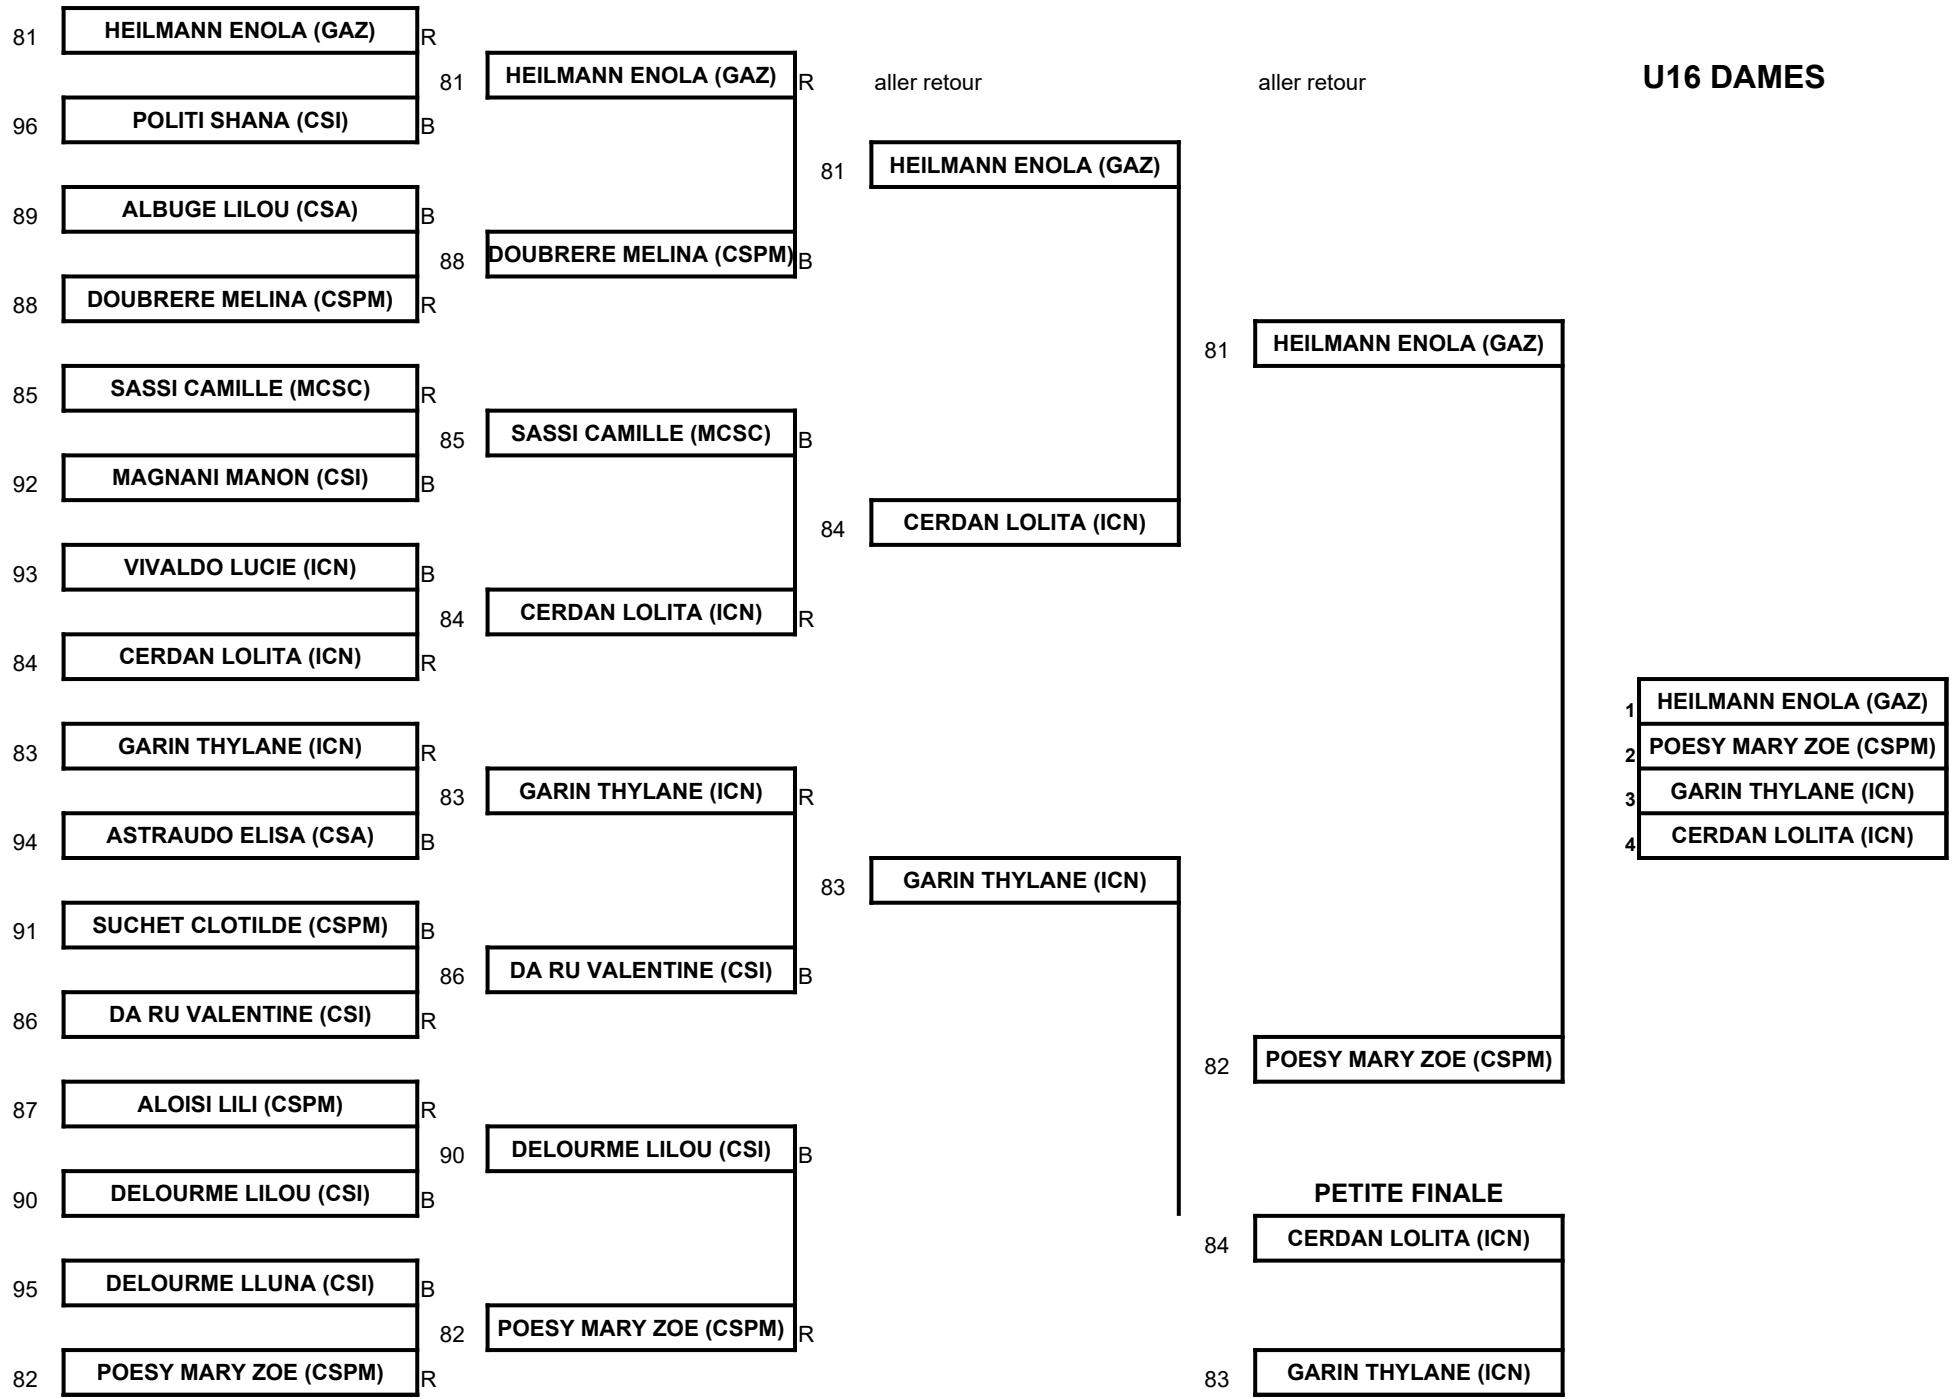 81 HEILMANN ENOLA (GAZ) R
81 HEILMANN ENOLA (GAZ) R aller retour aller retour U16 DAMES
96 POLITI SHANA (CSI) B
81 HEILMANN ENOLA (GAZ)
89 ALBUGE LILOU (CSA) B
88 DOUBRERE MELINA (CSPM) B
88 DOUBRERE MELINA (CSPM) R
81 HEILMANN ENOLA (GAZ)
85 SASSI CAMILLE (MCSC) R
85 SASSI CAMILLE (MCSC) B
92 MAGNANI MANON (CSI) B
84 CERDAN LOLITA (ICN)
93 VIVALDO LUCIE (ICN) B
84 CERDAN LOLITA (ICN) R
84 CERDAN LOLITA (ICN) R
1 HEILMANN ENOLA (GAZ)
83 GARIN THYLANE (ICN) R 2 POESY MARY ZOE (CSPM)
83 GARIN THYLANE (ICN) R 3 GARIN THYLANE (ICN)
94 ASTRAUDO ELISA (CSA) B 4 CERDAN LOLITA (ICN)
83 GARIN THYLANE (ICN)
91 SUCHET CLOTILDE (CSPM) B
86 DA RU VALENTINE (CSI) B
86 DA RU VALENTINE (CSI) R
82 POESY MARY ZOE (CSPM)
87 ALOISI LILI (CSPM) R
90 DELOURME LILOU (CSI) B
90 DELOURME LILOU (CSI) B PETITE FINALE
84 CERDAN LOLITA (ICN)
95 DELOURME LLUNA (CSI) B
82 POESY MARY ZOE (CSPM) R
82 POESY MARY ZOE (CSPM) R 83 GARIN THYLANE (ICN)